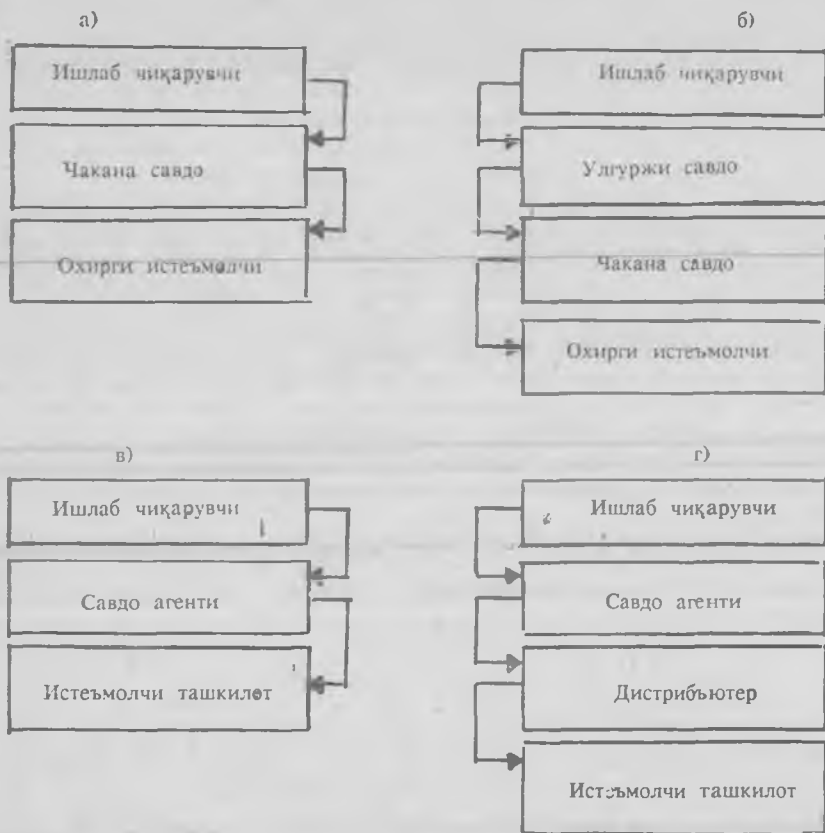 а)
Ишлаб чиқарувчи
Чакана савдо
Охирги истеъмолчи
б)
Ишлаб чиқарувчи
Улгуржи савдо
Чакана савдо
Охирги истеъмолчи
в)
Ишлаб чиқарувчи
Савдо агенти
Истеъмолчи ташкилот
г)
Ишлаб чиқарувчи
Савдо агенти
Дистрибъютер
Истеъмолчи ташкилот